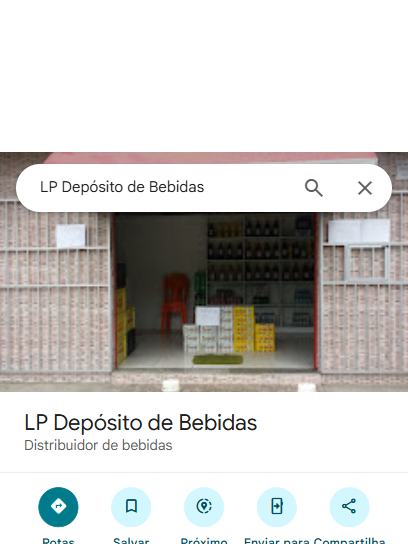 LP Depósito de Bebidas
LP Depósito de Bebidas
Distribuidor de bebidas
Rotas
Salvar
Próximo
Enviar para
Compartilha